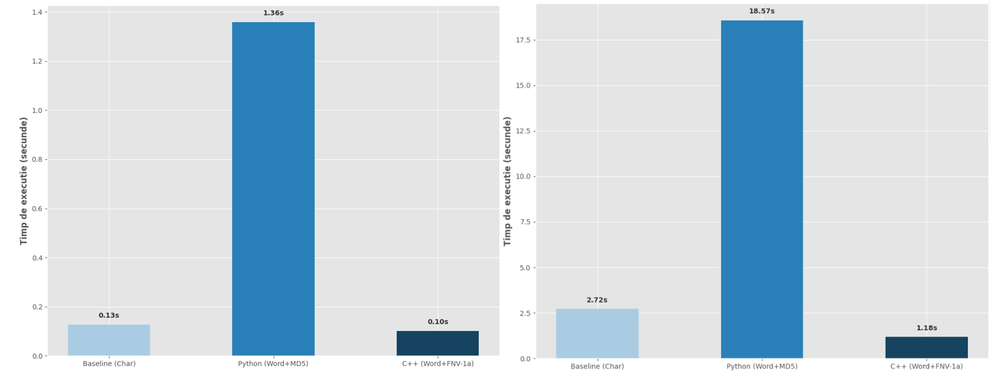 Timp de executie (secunde)
1.4
1.2
1.0
0.8
0.6
0.4
0.2
0.0
0.13s
1.36s
0.10s
Baseline (Char)
Python (Word+MD5)
C++ (Word+FNV-1a)
Timp de executie (secunde)
17.5
15.0
12.5
10.0
7.5
5.0
2.5
0.0
2.72s
18.57s
1.18s
Baseline (Char)
Python (Word+MD5)
C++ (Word+FNV-1a)